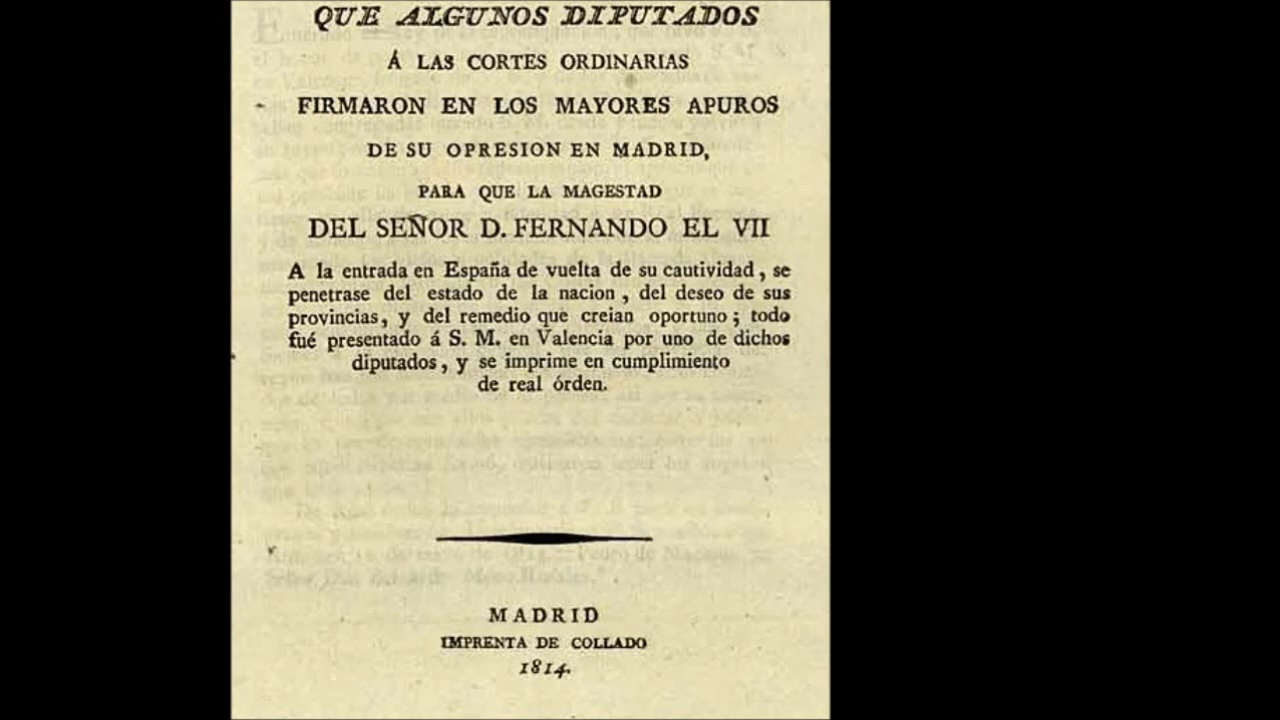 QUE ALGUNOS DIPUTADOS
Á LAS CORTES ORDINARIAS
FIRMARON EN LOS MAYORES APUROS
DE SU OPRESION EN MADRID,
PARA QUE LA MAGESTAD
DEL SEÑOR D. FERNANDO EL VII
A la entrada en España de vuelta de su cautividad, se
penetrase del estado de la nacion, del deseo de sus
provincias, y del remedio que creian oportuno; todo
fué presentado á S. M. en Valencia por uno de dichos
diputados, y se imprime en cumplimiento
de real órden.
MADRID
IMPRENTA DE COLLADO
1814.